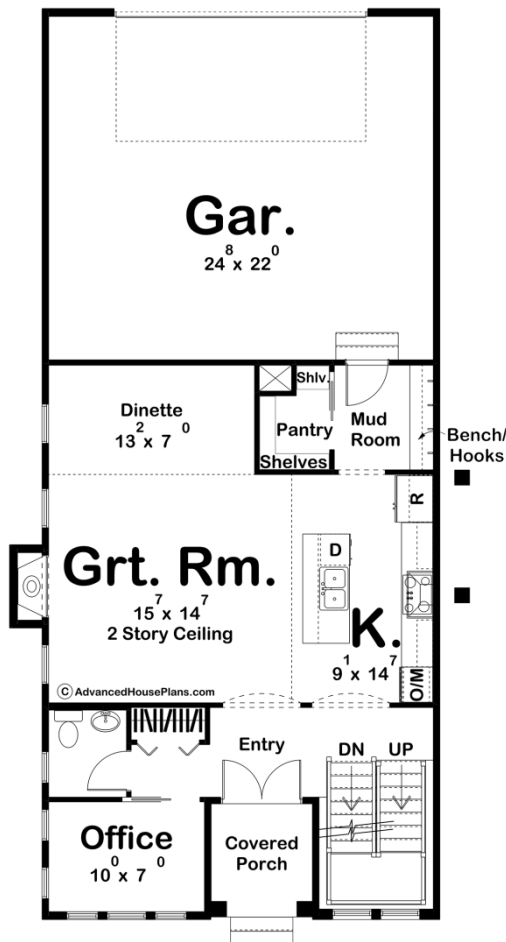 Gar.
24⁸ x 22⁰
Shlv.
Dinette
13² x 7⁰
Pantry
Mud
Room
Shelves
Bench/
Hooks
R
D
Grt. Rm.
15⁷ x 14⁷
2 Story Ceiling
K.
9¹ x 14⁷
O/M
© AdvancedHousePlans.com
Entry
DN
UP
Office
10⁰ x 7⁰
Covered
Porch